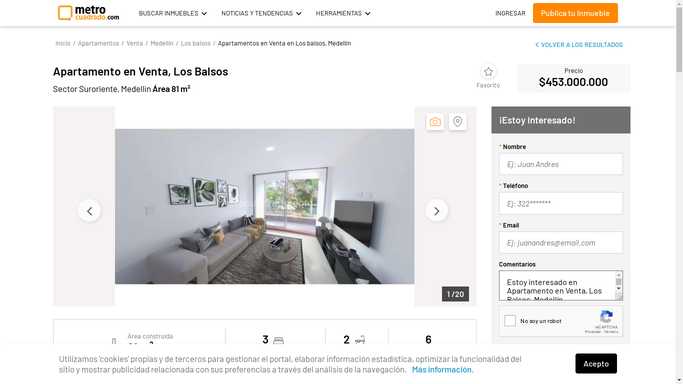 metro
cuadrado.com
BUSCAR INMUEBLES
NOTICIAS Y TENDENCIAS
HERRAMIENTAS
INGRESAR
Publica tu Inmueble
Inicio / Apartamentos / Venta / Medellín / Los balsos / Apartamentos en Venta en Los balsos, Medellín
VOLVER A LOS RESULTADOS
Apartamento en Venta, Los Balsos
Sector Suroriente, Medellín Área 81 m²
Favorito
Precio
$453.000.000
1 / 20
¡Estoy Interesado!
* Nombre
Ej: Juan Andres
* Teléfono
Ej: 322*******
* Email
Ej: juanandres@email.com
Comentarios
Estoy interesado en
Apartamento en Venta, Los
Balsos, Medellín
No soy un robot
reCAPTCHA
Privacidad - Términos
Área construida
3
2
6
Utilizamos 'cookies' propias y de terceros para gestionar el portal, elaborar información estadística, optimizar la funcionalidad del
sitio y mostrar publicidad relacionada con sus preferencias a través del análisis de la navegación. Más información.
Acepto